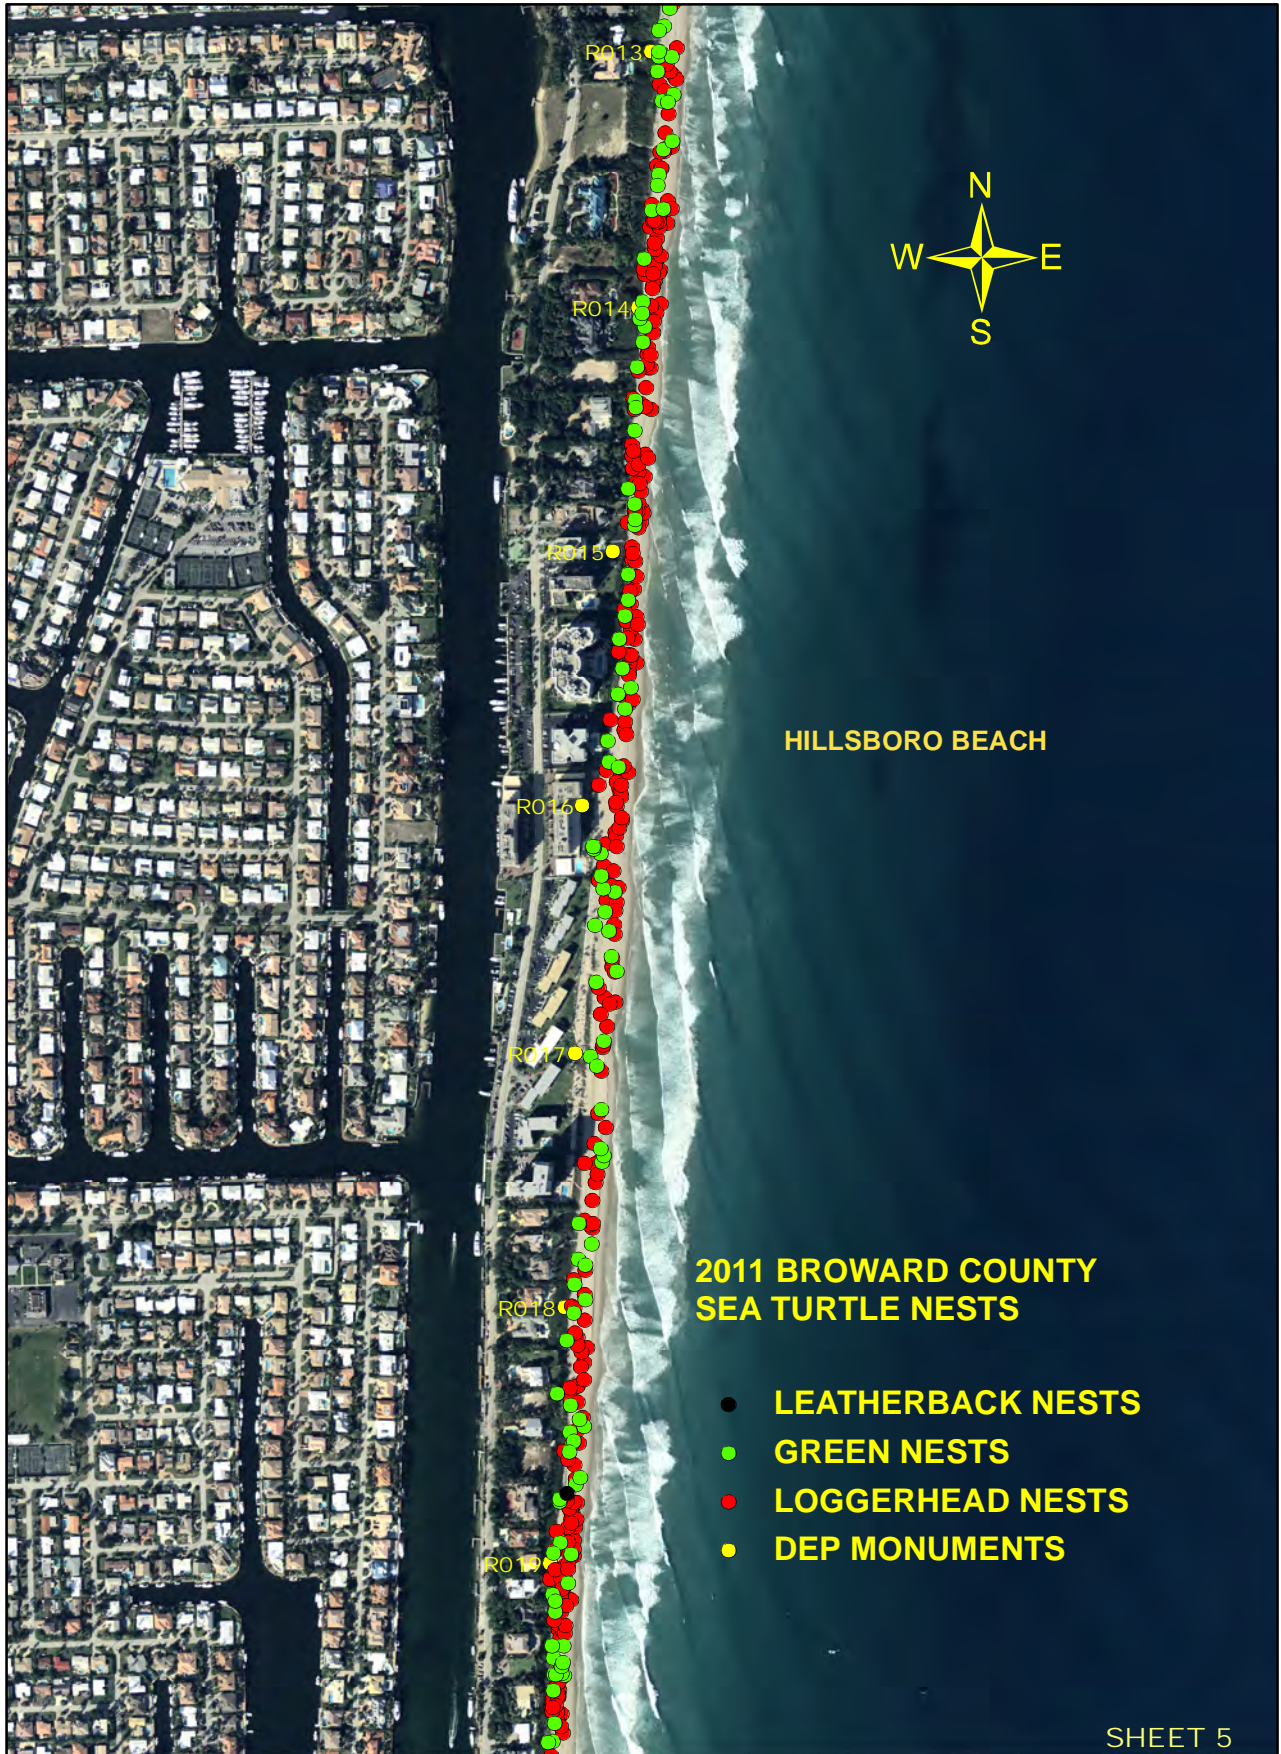 R013
N
W E
S
R014
R015
HILLSBORO BEACH
R016
R017
2011 BROWARD COUNTY
SEA TURTLE NESTS
R018
LEATHERBACK NESTS
GREEN NESTS
LOGGERHEAD NESTS
DEP MONUMENTS
R019
SHEET 5